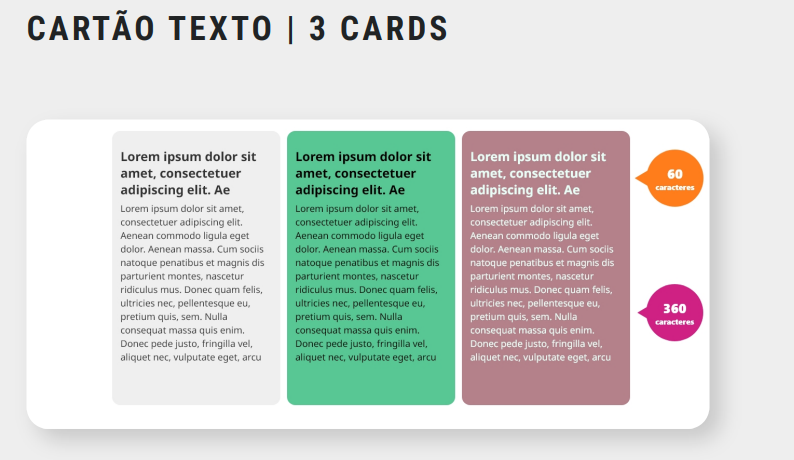 CARTÃO TEXTO | 3 CARDS
Lorem ipsum dolor sit
amet, consectetuer
adipiscing elit. Ae
Lorem ipsum dolor sit amet,
consectetuer adipiscing elit.
Aenean commodo ligula eget
dolor. Aenean massa. Cum sociis
natoque penatibus et magnis dis
parturient montes, nascetur
ridiculus mus. Donec quam felis,
ultricies nec, pellentesque eu,
pretium quis, sem. Nulla
consequat massa quis enim.
Donec pede justo, fringilla vel,
aliquet nec, vulputate eget, arcu
Lorem ipsum dolor sit
amet, consectetuer
adipiscing elit. Ae
Lorem ipsum dolor sit amet,
consectetuer adipiscing elit.
Aenean commodo ligula eget
dolor. Aenean massa. Cum sociis
natoque penatibus et magnis dis
parturient montes, nascetur
ridiculus mus. Donec quam felis,
ultricies nec, pellentesque eu,
pretium quis, sem. Nulla
consequat massa quis enim.
Donec pede justo, fringilla vel,
aliquet nec, vulputate eget, arcu
Lorem ipsum dolor sit
amet, consectetuer
adipiscing elit. Ae
Lorem ipsum dolor sit amet,
consectetuer adipiscing elit.
Aenean commodo ligula eget
dolor. Aenean massa. Cum sociis
natoque penatibus et magnis dis
parturient montes, nascetur
ridiculus mus. Donec quam felis,
ultricies nec, pellentesque eu,
pretium quis, sem. Nulla
consequat massa quis enim.
Donec pede justo, fringilla vel,
aliquet nec, vulputate eget, arcu
60
caracteres
360
caracteres